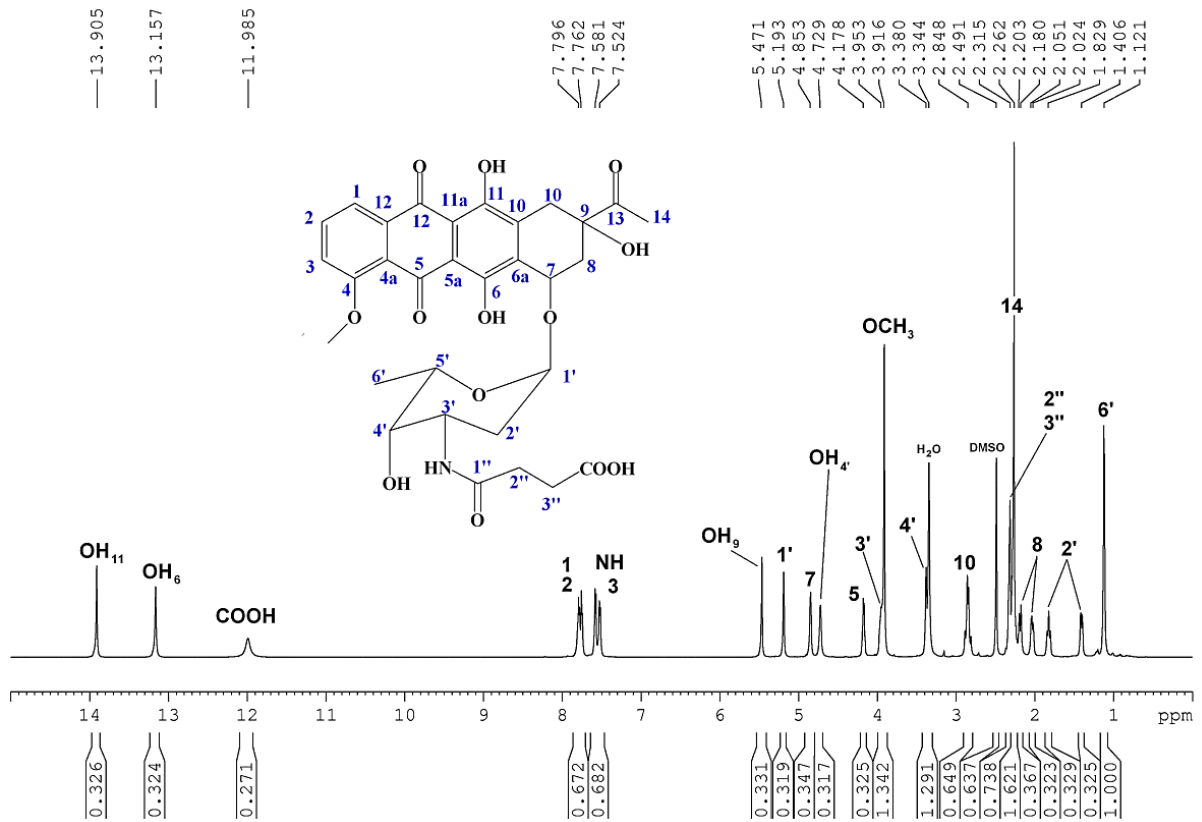 13.905 13.157 11.985 7.796 7.762 7.581 7.524 5.471 5.193 4.853 4.729 4.178 3.953 3.916 3.380 3.344 2.848 2.491 2.315 2.262 2.203 2.180 2.051 2.024 1.829 1.406 1.121
O OH O
1 12 11a 11 10
2 12 10 9 13 14
OH
3 4a 5 5a 6a 7 8
4 6
O O OH O
6' 5' O 1'
4' 3' 2'
HN 1'' COOH
OH 2''
3''
O
14
OCH₃
2''
3''
6'
OH₄'
H₂O
DMSO
OH₉
4'
3'
OH₁₁
OH₆
COOH
1
2
NH
3
1'
7
5
10
8
2'
14 13 12 11 10 9 8 7 6 5 4 3 2 1 ppm
0.326 0.324 0.271 0.672 0.682 0.331 0.319 0.347 0.317 0.325 1.342 1.291 0.649 0.637 0.738 1.621 0.367 0.323 0.329 0.325 1.000